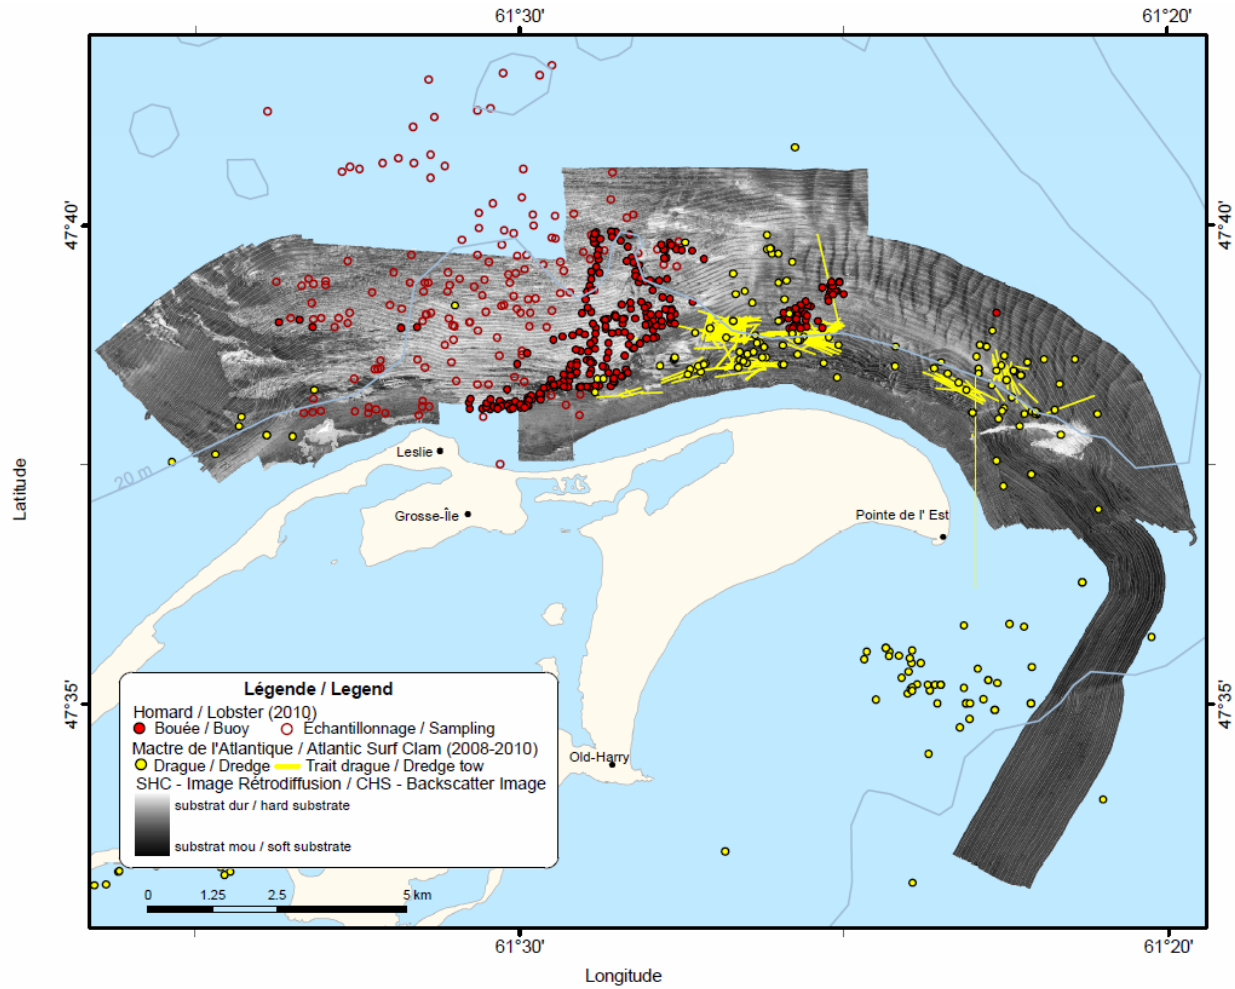 61°30'
61°20'
47°40'
47°40'
Latitude
20 m
Leslie
Grosse-Île
Pointe de l' Est
Old-Harry
47°35'
47°35'
Légende / Legend
Homard / Lobster (2010)
Bouée / Buoy
Echantillonnage / Sampling
Mactre de l'Atlantique / Atlantic Surf Clam (2008-2010)
Drague / Dredge
Trait drague / Dredge tow
SHC - Image Rétrodiffusion / CHS - Backscatter Image
substrat dur / hard substrate
substrat mou / soft substrate
0 1.25 2.5 5 km
61°30'
61°20'
Longitude